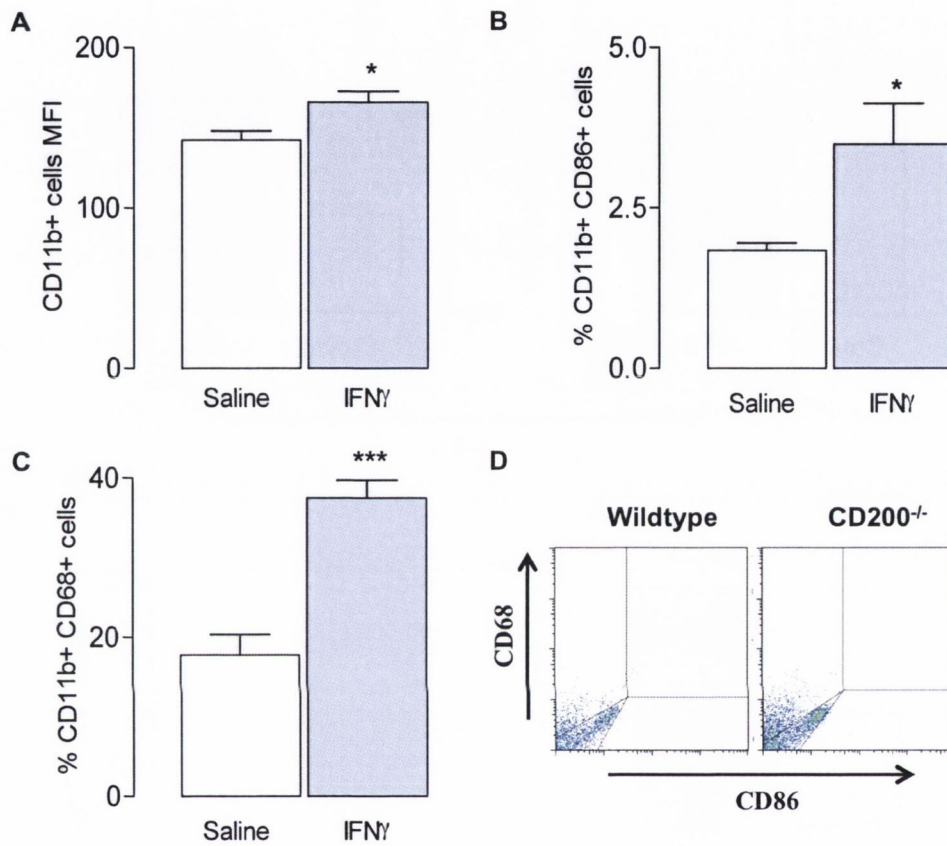 A
CD11b+ cells MFI
200
100
0
*
Saline
IFNγ
B
% CD11b+ CD86+ cells
5.0
2.5
0.0
*
Saline
IFNγ
C
% CD11b+ CD68+ cells
40
20
0
***
Saline
IFNγ
D
Wildtype
CD200-/-
CD68
CD86